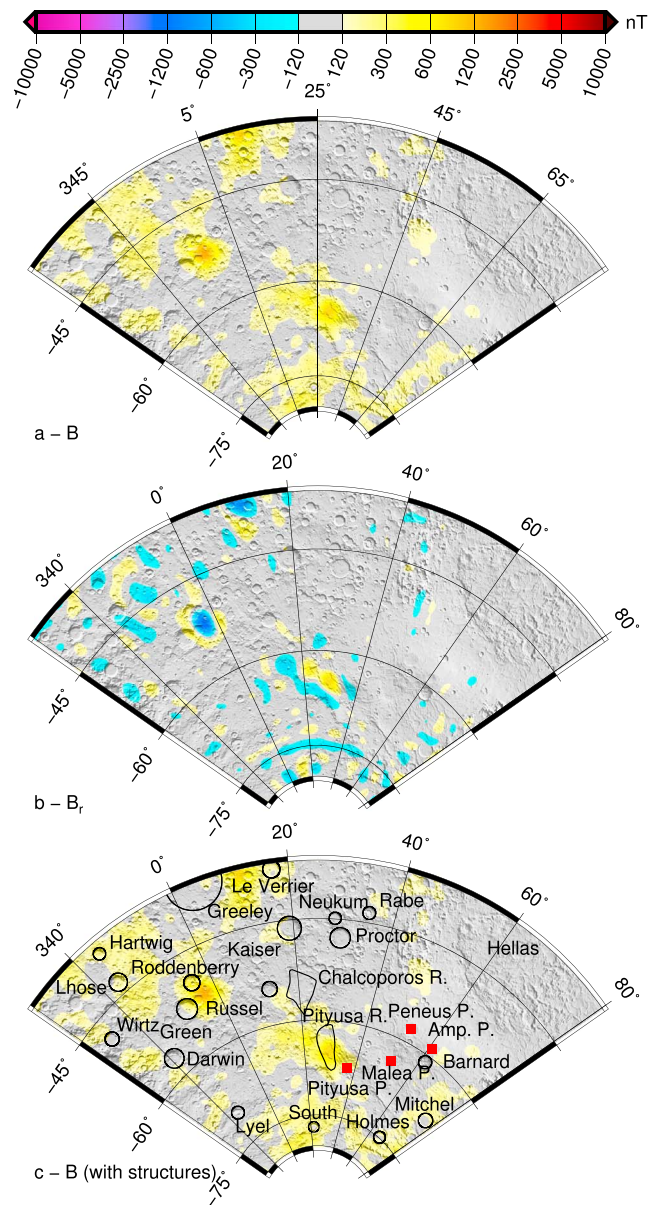 nT
−10000 −5000 −2500 −1200 −600 −300 −120 120 300 600 1200 2500 5000 10000
345° 5° 25° 45° 65°
−45°
−60°
−75°
a − B
340° 0° 20° 40° 60° 80°
−45°
−60°
−75°
b − Br
340° 0° 20° 40° 60° 80°
Le Verrier
Greeley
Neukum Rabe
Kaiser
Proctor
Hellas
Hartwig
Roddenberry
Lhose
Chalcoporos R.
Russel
Pityusa R. Peneus P.
Wirtz Green
Amp. P.
Darwin
Malea P.
Barnard
Pityusa P.
Mitchel
South
Lyel
Holmes
−45°
−60°
−75°
c − B (with structures)